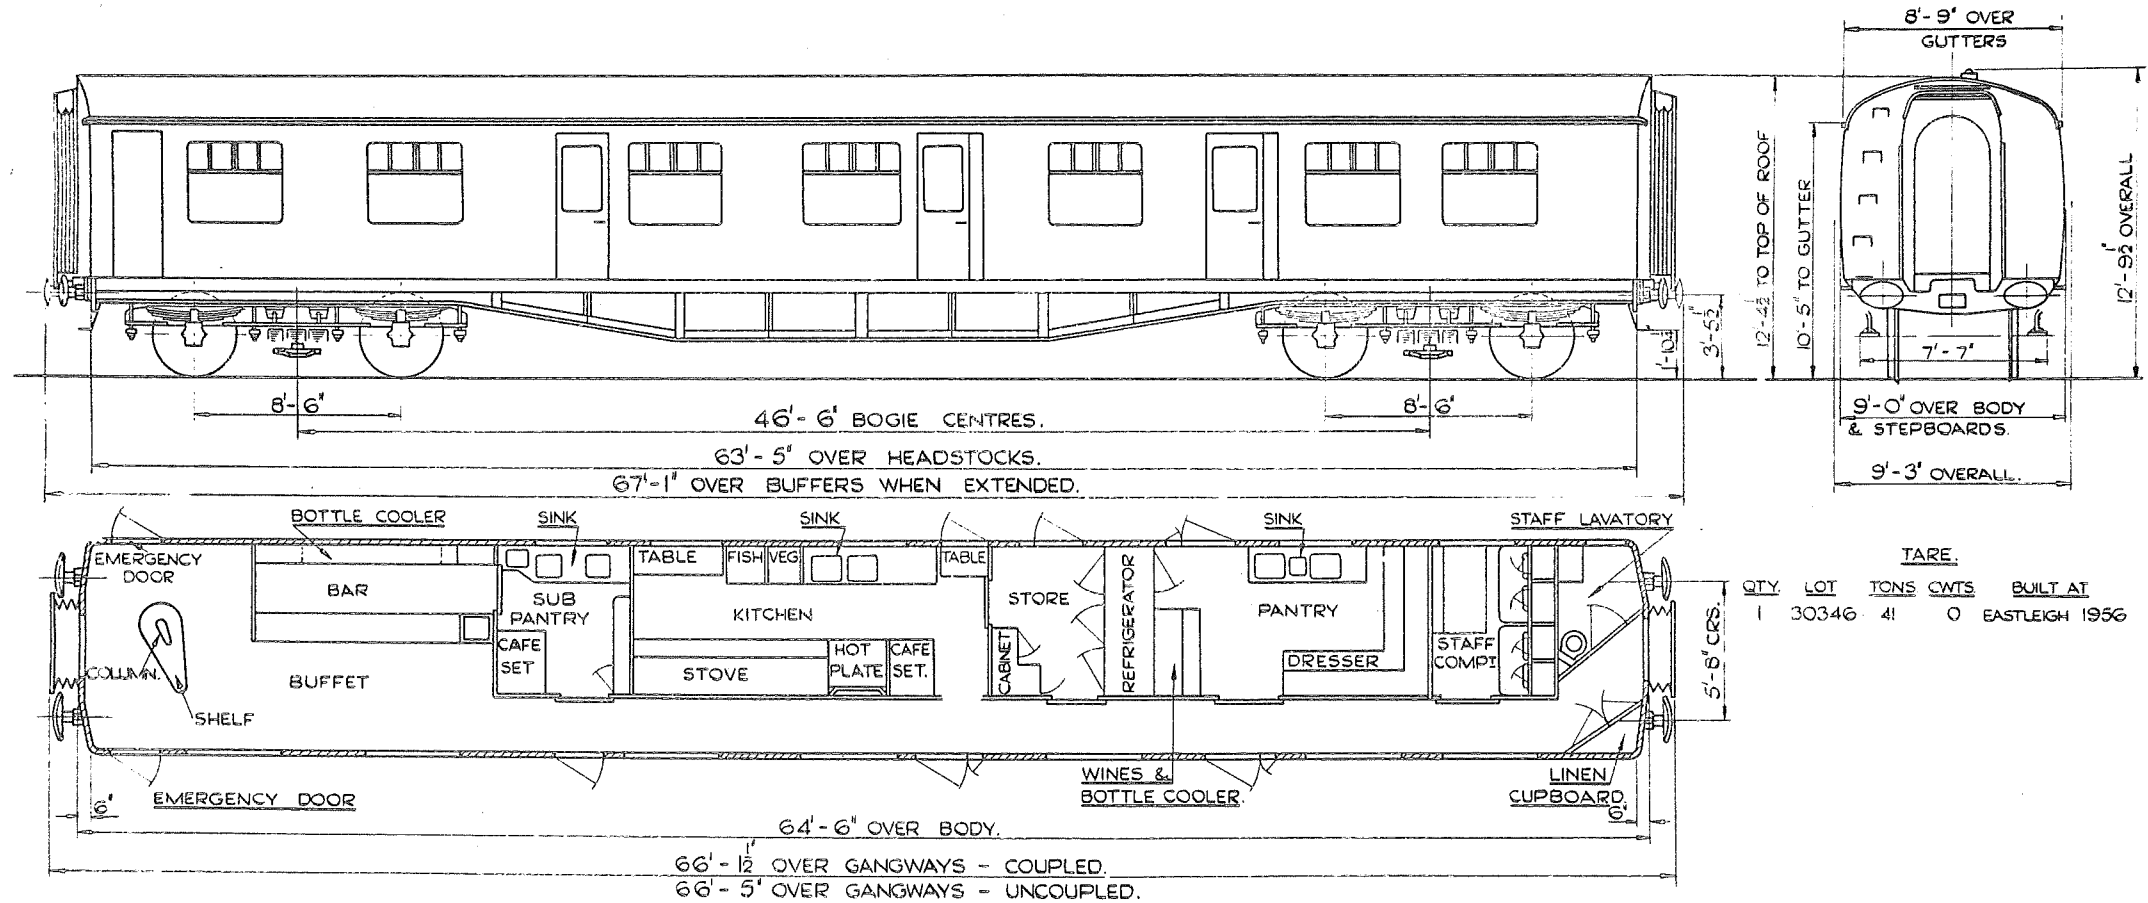 8'- 9" OVER
GUTTERS
12'- 4½" TO TOP OF ROOF
10'- 5" TO GUTTER
12'- 9½" OVERALL
3'- 5½"
1'- 10¾"
7'- 7"
8'- 6"
46'- 6" BOGIE CENTRES.
8'- 6"
9'- 0" OVER BODY
& STEPBOARDS.
63'- 5" OVER HEADSTOCKS.
9'- 3" OVERALL.
67'-1" OVER BUFFERS WHEN EXTENDED.
BOTTLE COOLER
SINK
SINK
SINK
STAFF LAVATORY
EMERGENCY
DOOR
TABLE
FISH
VEG
TABLE
BAR
SUB
PANTRY
KITCHEN
STORE
REFRIGERATOR
PANTRY
CAFE
SET
STOVE
HOT
PLATE
CAFE
SET.
CABINET
DRESSER
STAFF
COMPT
COLUMN.
BUFFET
SHELF
5'- 8" CRS.
TARE.
QTY. LOT TONS CWTS. BUILT AT
1 30346 41 0 EASTLEIGH 1956
WINES &
BOTTLE COOLER.
LINEN
CUPBOARD.
EMERGENCY DOOR
6"
6"
64'- 6" OVER BODY.
66'- 1½" OVER GANGWAYS - COUPLED.
66'- 5" OVER GANGWAYS - UNCOUPLED.